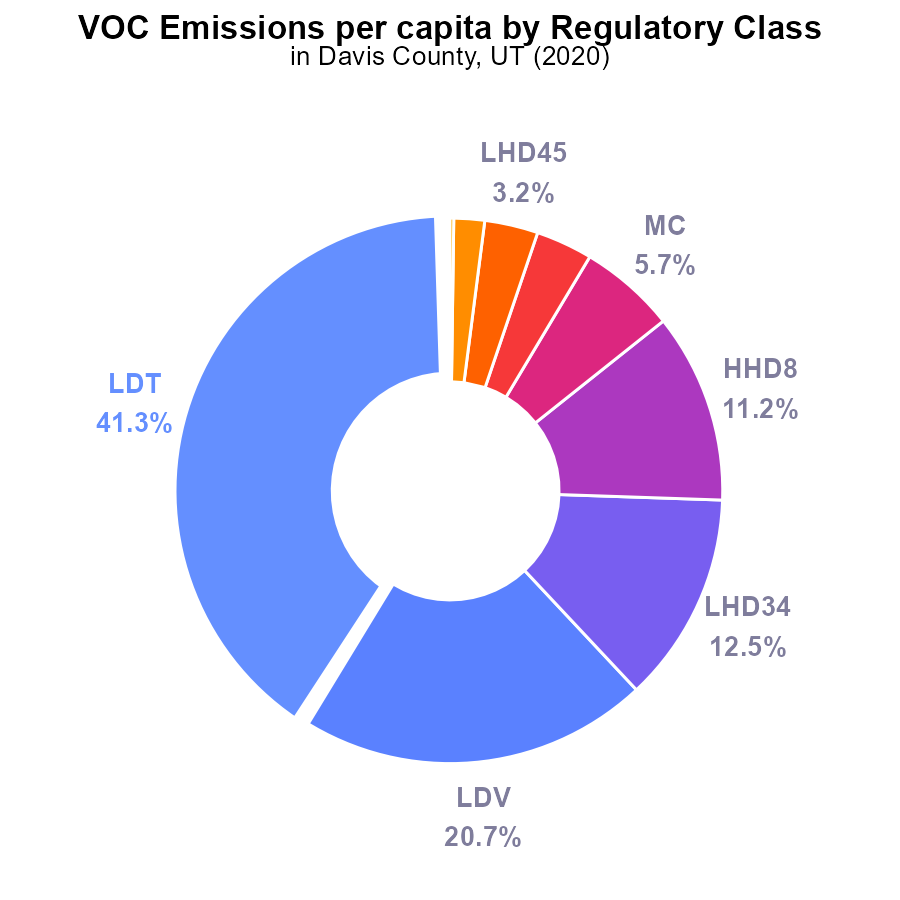 VOC Emissions per capita by Regulatory Class
in Davis County, UT (2020)
LHD45
3.2%
MC
5.7%
HHD8
11.2%
LDT
41.3%
LHD34
12.5%
LDV
20.7%